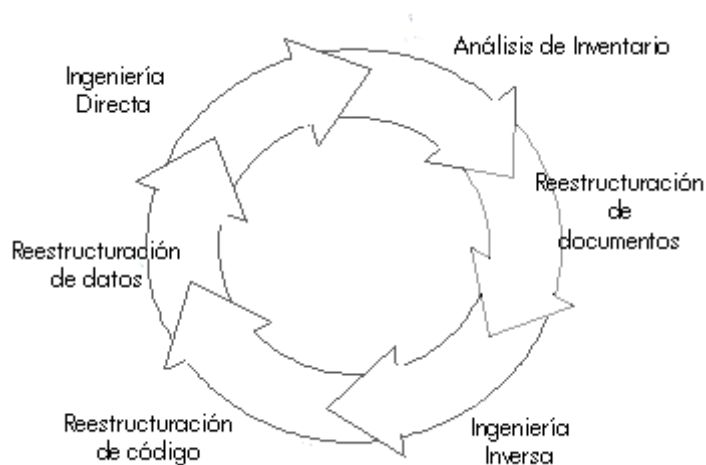 Análisis de Inventario
Reestructuración
de
documentos
Ingeniería
Inversa
Reestructuración
de código
Reestructuración
de datos
Ingeniería
Directa